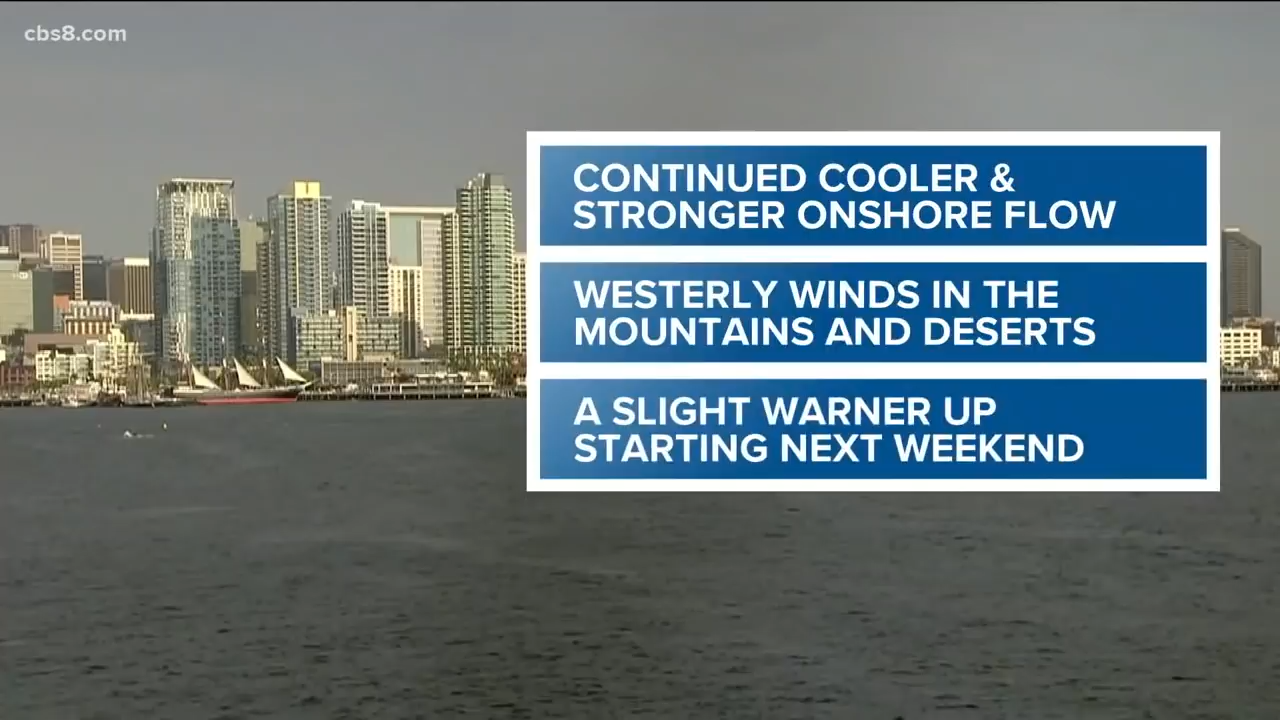 cbs8.com
CONTINUED COOLER &
STRONGER ONSHORE FLOW
WESTERLY WINDS IN THE
MOUNTAINS AND DESERTS
A SLIGHT WARNER UP
STARTING NEXT WEEKEND